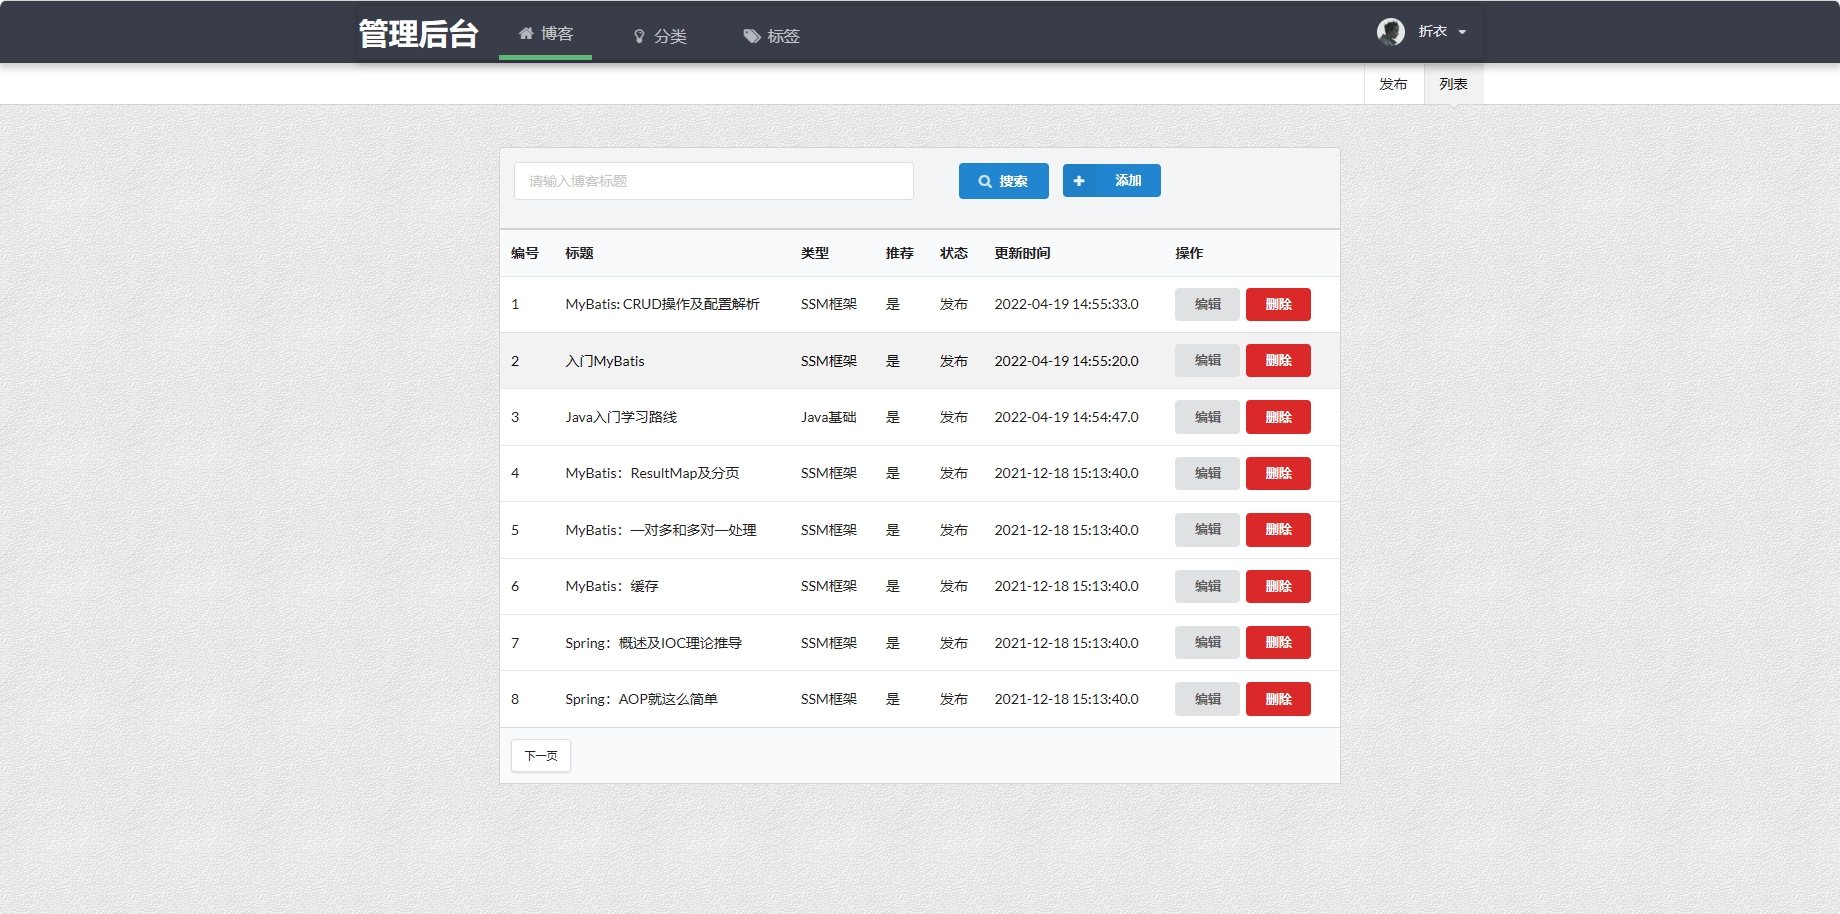 管理后台 博客 分类 标签 折衣
发布 列表
请输入博客标题 搜索 添加
编号 标题 类型 推荐 状态 更新时间 操作
1 MyBatis: CRUD操作及配置解析 SSM框架 是 发布 2022-04-19 14:55:33.0 编辑 删除
2 入门MyBatis SSM框架 是 发布 2022-04-19 14:55:20.0 编辑 删除
3 Java入门学习路线 Java基础 是 发布 2022-04-19 14:54:47.0 编辑 删除
4 MyBatis：ResultMap及分页 SSM框架 是 发布 2021-12-18 15:13:40.0 编辑 删除
5 MyBatis：一对多和多对一处理 SSM框架 是 发布 2021-12-18 15:13:40.0 编辑 删除
6 MyBatis：缓存 SSM框架 是 发布 2021-12-18 15:13:40.0 编辑 删除
7 Spring：概述及IOC理论推导 SSM框架 是 发布 2021-12-18 15:13:40.0 编辑 删除
8 Spring：AOP就这么简单 SSM框架 是 发布 2021-12-18 15:13:40.0 编辑 删除
下一页